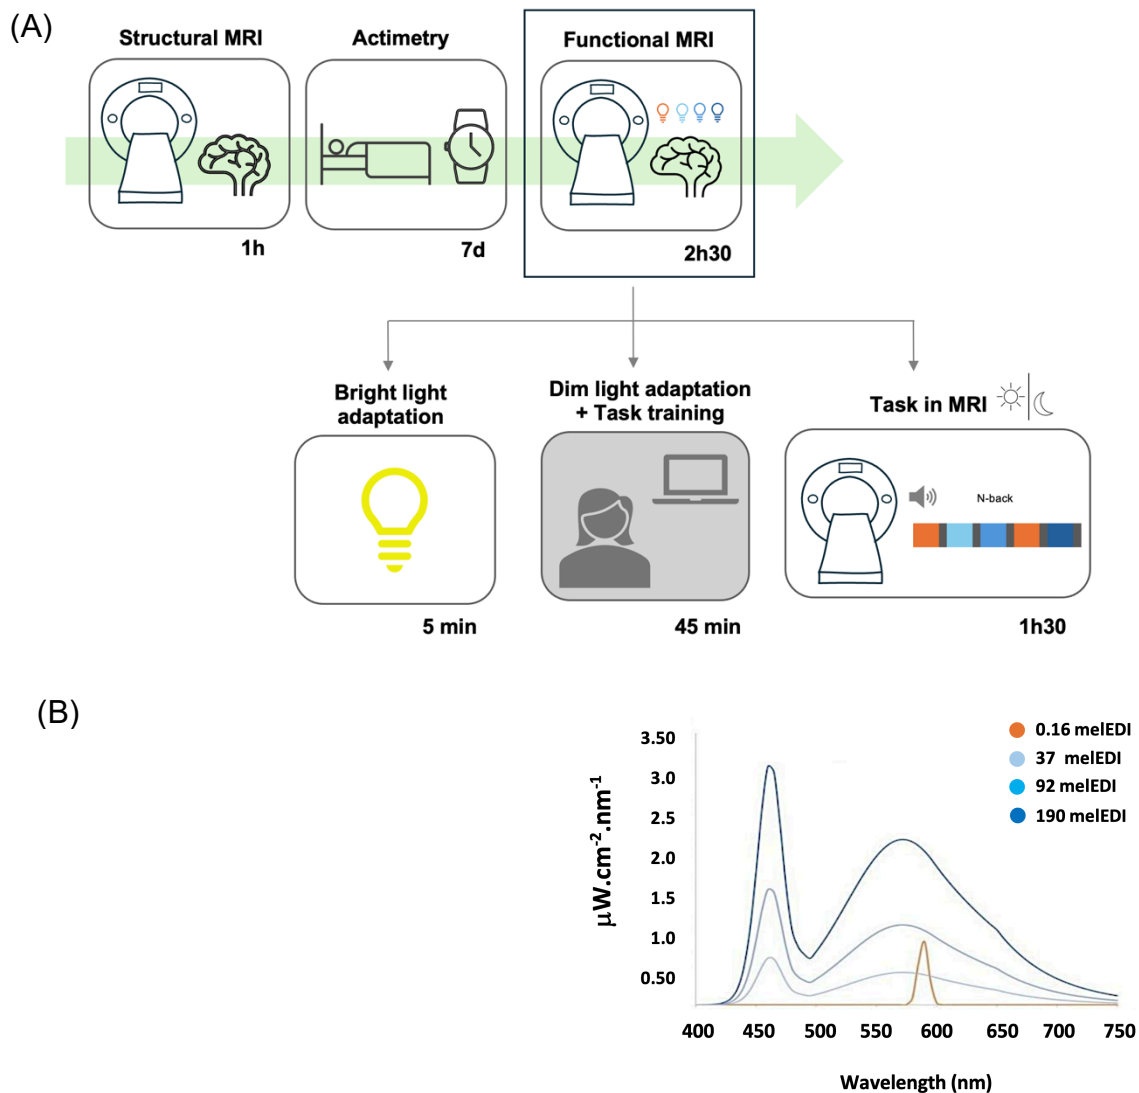 (A)
Structural MRI
Actimetry
Functional MRI
1h
7d
2h30
Bright light
adaptation
Dim light adaptation
+ Task training
Task in MRI
N-back
5 min
45 min
1h30
(B)
0.16 melEDI
37 melEDI
92 melEDI
190 melEDI
µW.cm-2.nm-1
3.50
3.0
2.5
2.0
1.5
1.0
0.50
400 450 500 550 600 650 700 750
Wavelength (nm)